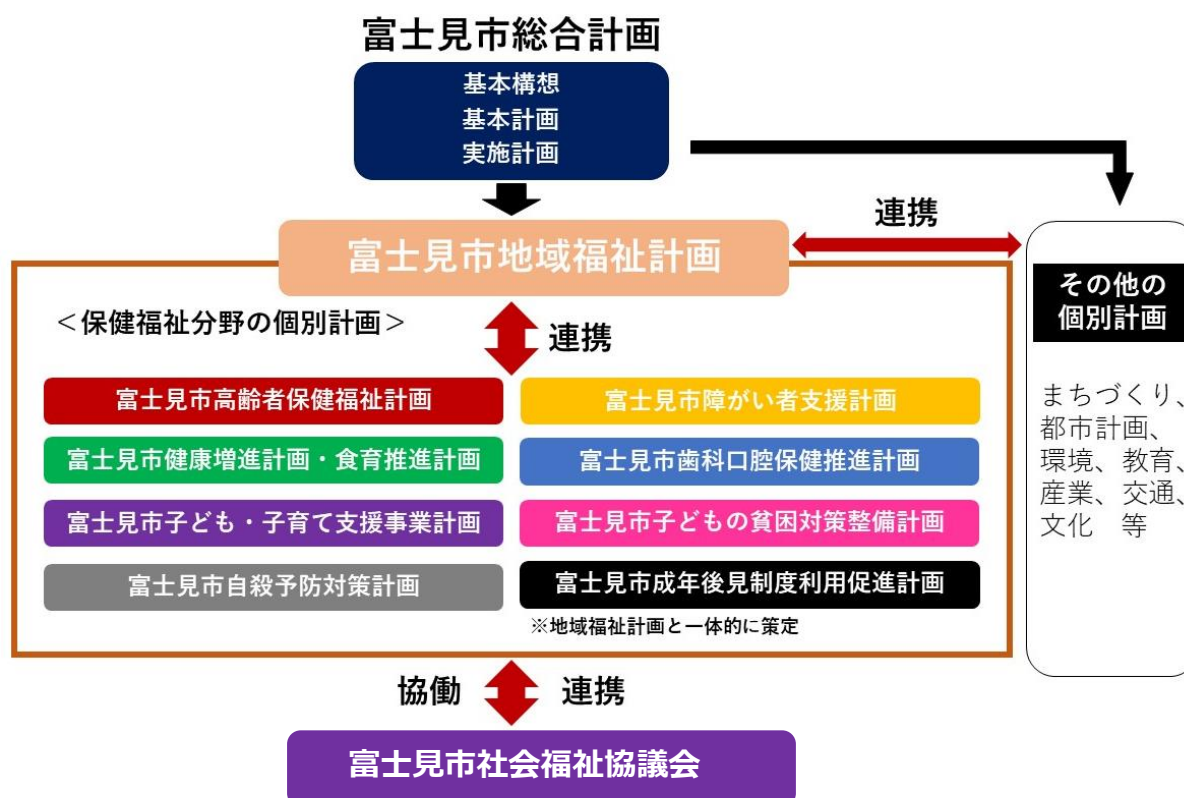 富士見市総合計画
基本構想
基本計画
実施計画
連携
富士見市地域福祉計画
その他の
個別計画
＜保健福祉分野の個別計画＞
連携
富士見市高齢者保健福祉計画
富士見市障がい者支援計画
富士見市健康増進計画・食育推進計画
富士見市歯科口腔保健推進計画
富士見市子ども・子育て支援事業計画
富士見市子どもの貧困対策整備計画
富士見市自殺予防対策計画
富士見市成年後見制度利用促進計画
※地域福祉計画と一体的に策定
まちづくり、
都市計画、
環境、教育、
産業、交通、
文化　等
協働
連携
富士見市社会福祉協議会